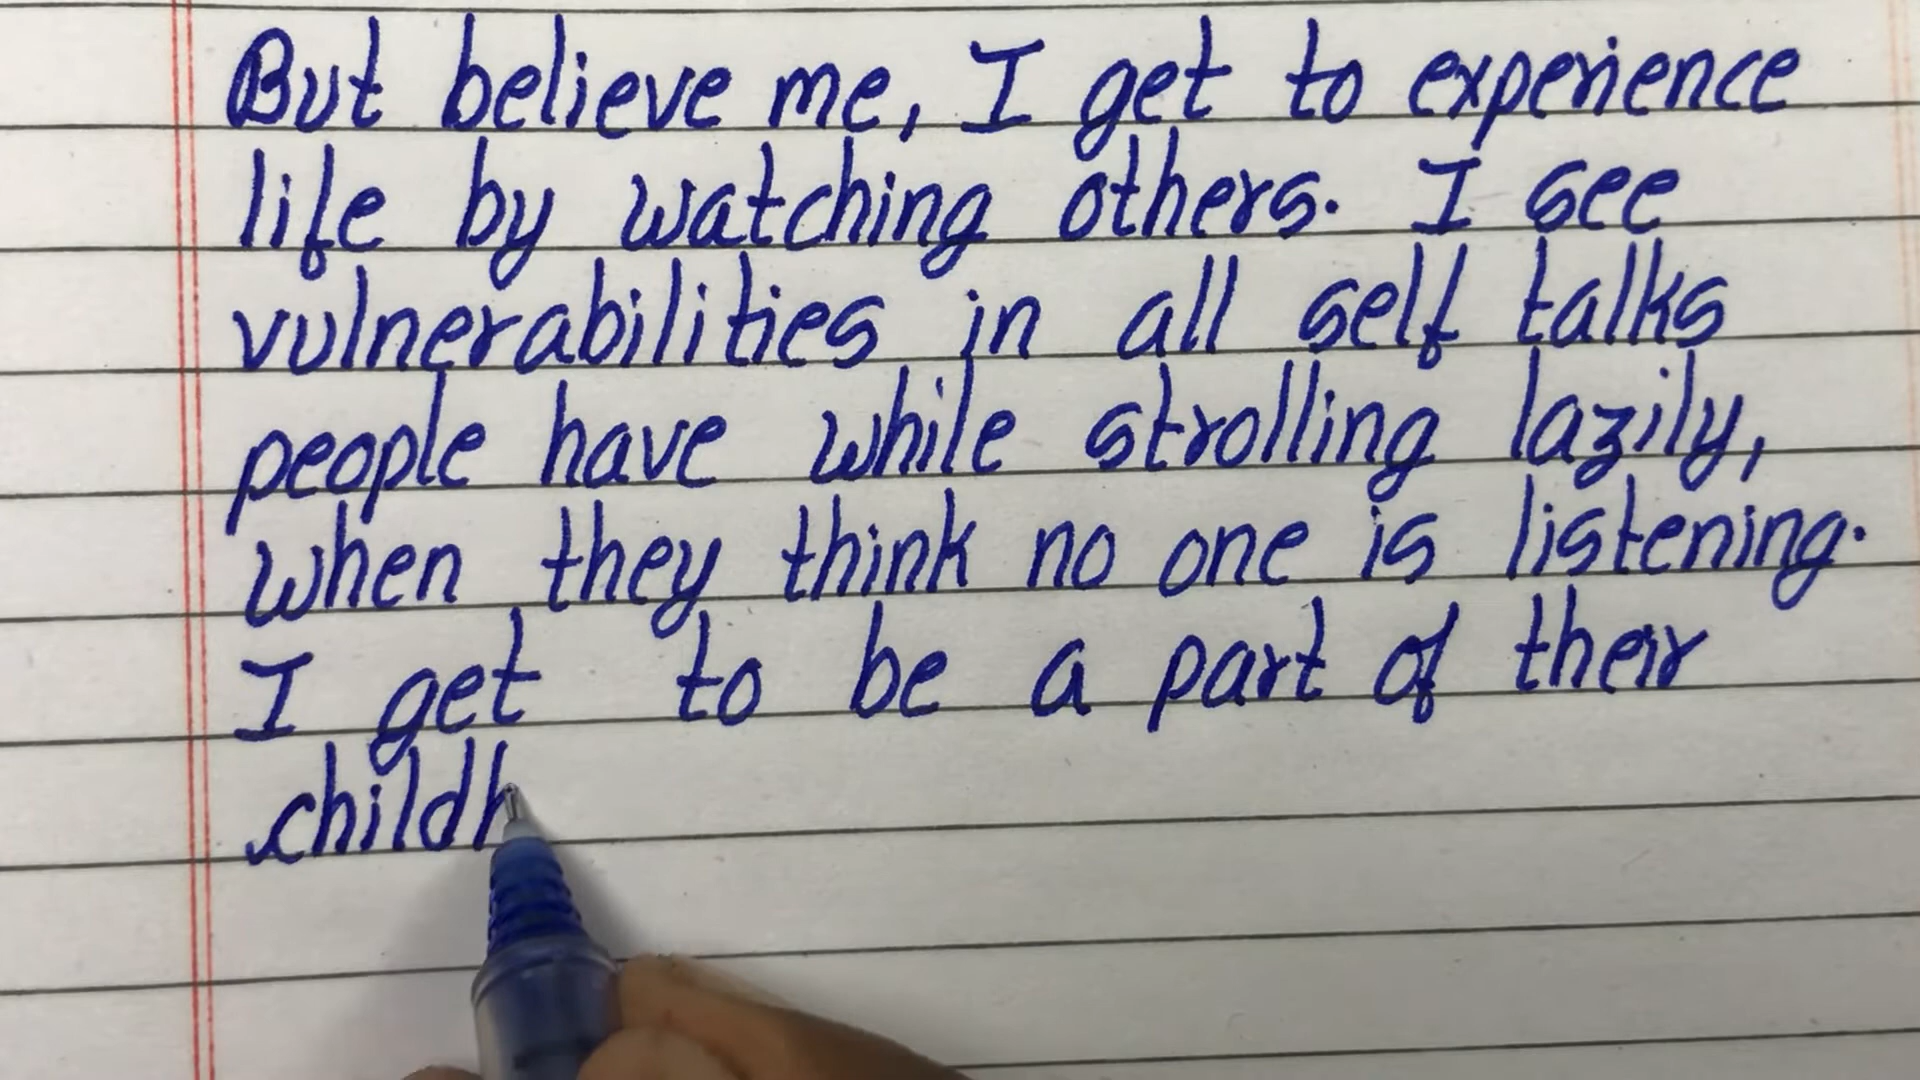 But believe me, I get to experience
life by watching others. I see
vulnerabilities in all self talks
people have while strolling lazily,
when they think no one is listening.
I get to be a part of their
childh